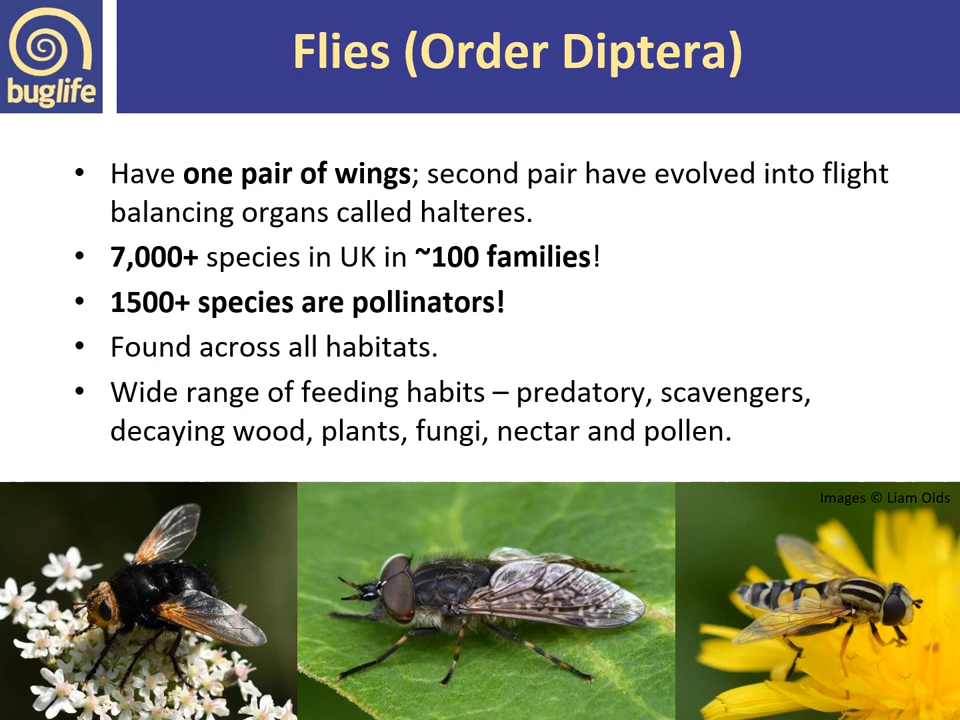 buglife
Flies (Order Diptera)
• Have one pair of wings; second pair have evolved into flight
balancing organs called halteres.
• 7,000+ species in UK in ~100 families!
• 1500+ species are pollinators!
• Found across all habitats.
• Wide range of feeding habits – predatory, scavengers,
decaying wood, plants, fungi, nectar and pollen.
Images © Liam Olds